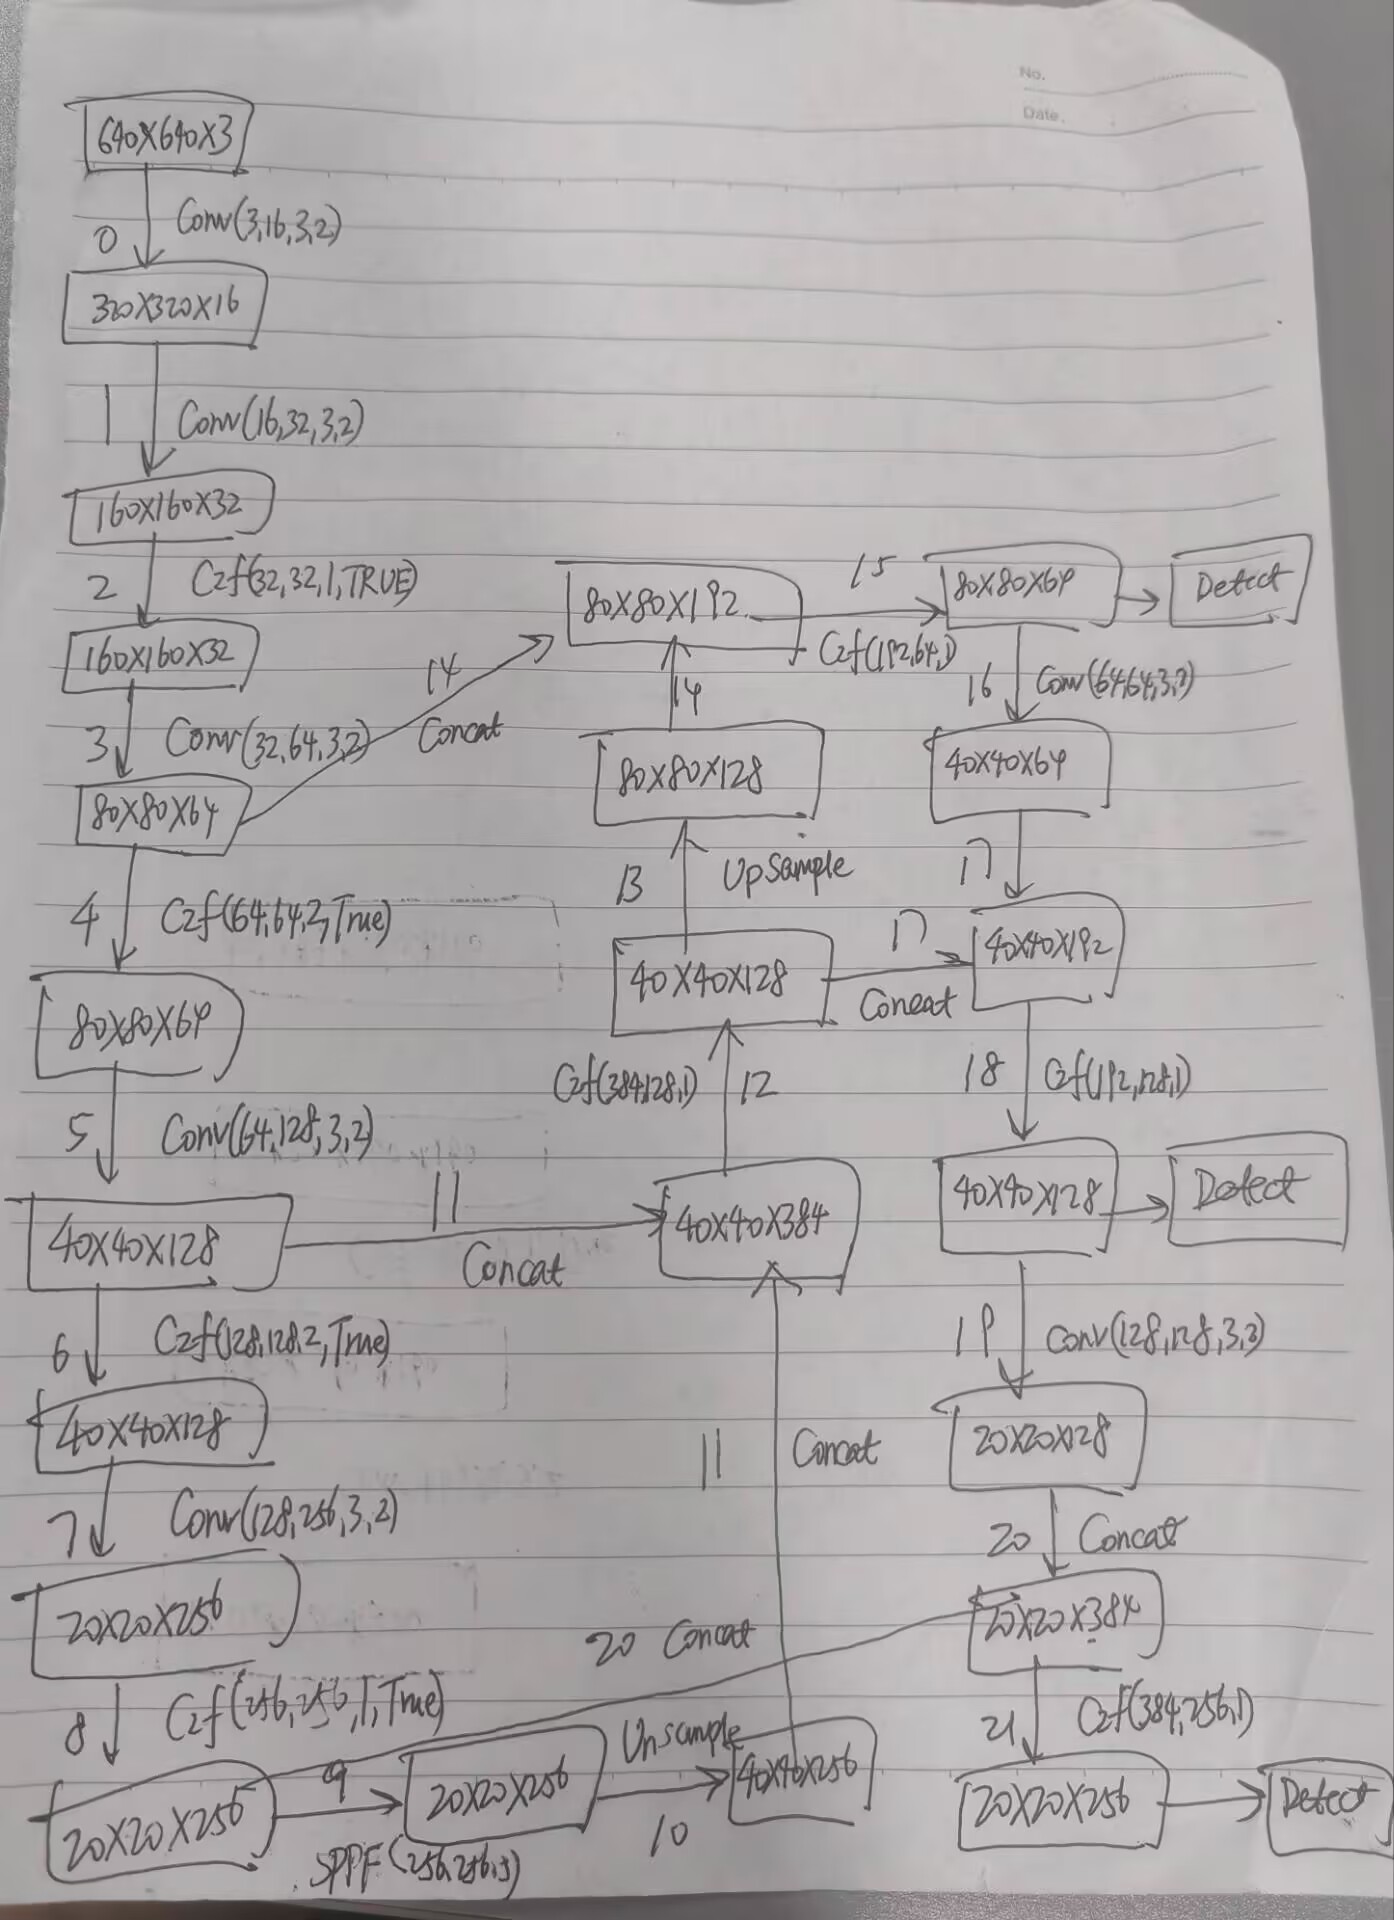 No.
Date.
640X640X3
0 Conv(3,16,3,2)
320X320X16
1 Conv(16,32,3,2)
160X160X32
2 C2f(32,32,1,TRUE)
160X160X32
3 Conv(32,64,3,2)
80X80X64
4 C2f(64,64,2,True)
80X80X64
5 Conv(64,128,3,2)
40X40X128
6 C2f(128,128,2,True)
40X40X128
7 Conv(128,256,3,2)
20X20X256
8 C2f(256,256,1,True)
20X20X256
9
SPPF(256,256,5)
20X20X256
Unsample
10
40X40X256
11 Concat
11
Concat
40X40X384
C2f(384,128,1) 12
40X40X128
13 UpSample
80X80X128
14
14
Concat
80X80X192
15
C2f(192,64,1)
80X80X64
Detect
16 Conv(64,64,3,2)
40X40X64
17
17
Concat
40X40X192
18 C2f(192,128,1)
40X40X128
Detect
19 Conv(128,128,3,2)
20X20X128
20 Concat
20 Concat
20X20X384
21 C2f(384,256,1)
20X20X256
Detect